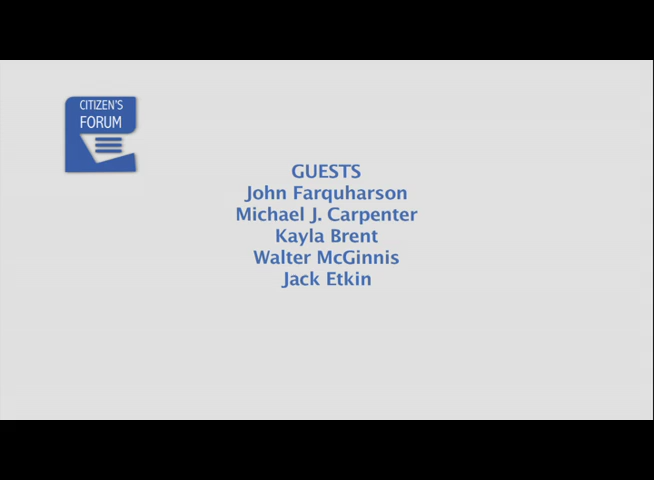 CITIZEN'S
FORUM
GUESTS
John Farquharson
Michael J. Carpenter
Kayla Brent
Walter McGinnis
Jack Etkin